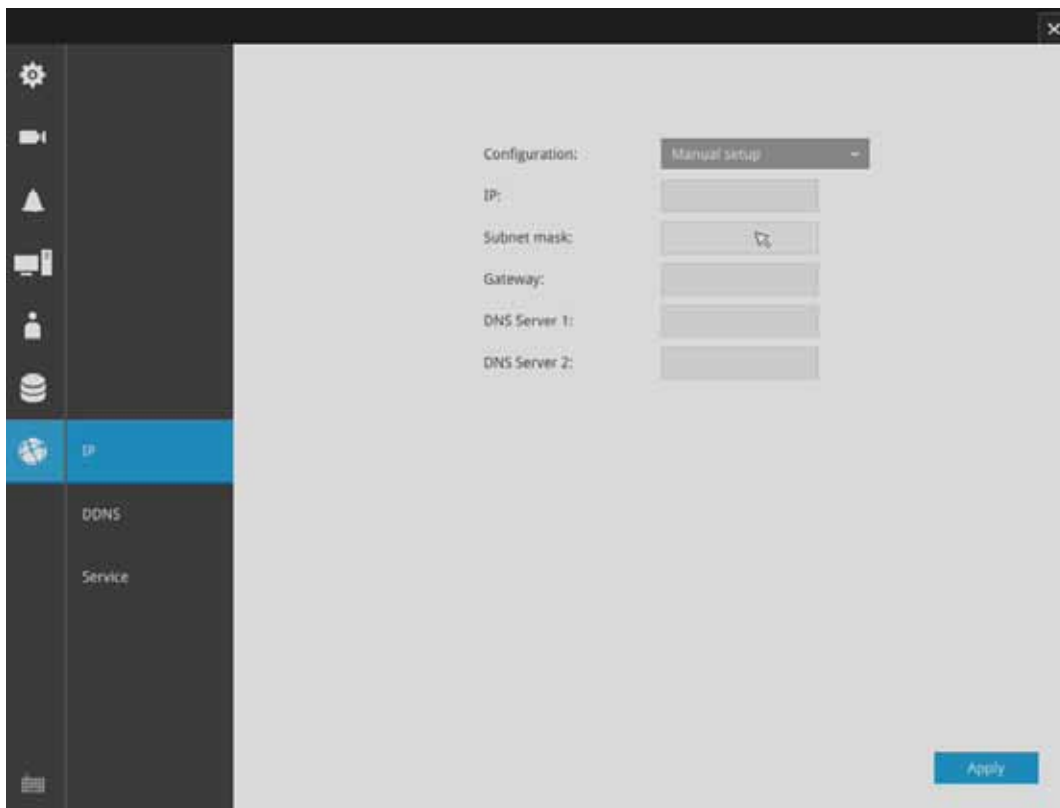 Configuration: Manual setup
IP:
Subnet mask:
Gateway:
DNS Server 1:
DNS Server 2:
IP
DDNS
Service
Apply